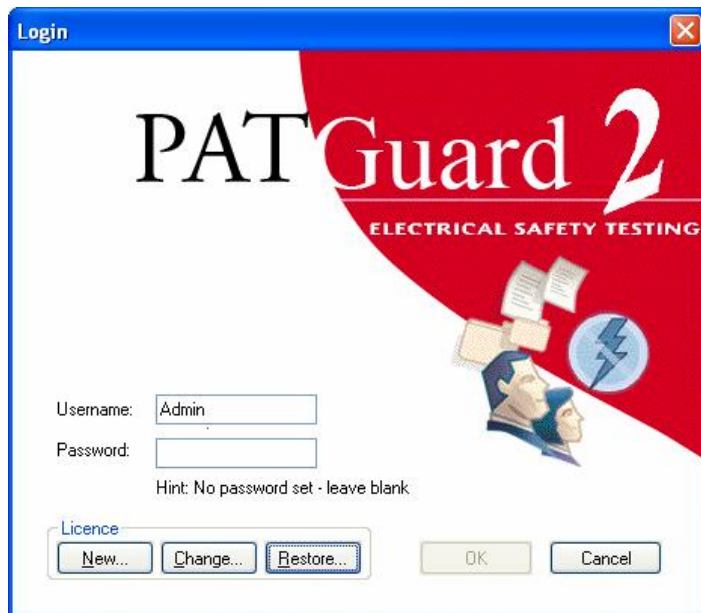 Login
PATGuard 2
ELECTRICAL SAFETY TESTING
Username: Admin
Password:
Hint: No password set - leave blank
Licence
New... Change... Restore... OK Cancel